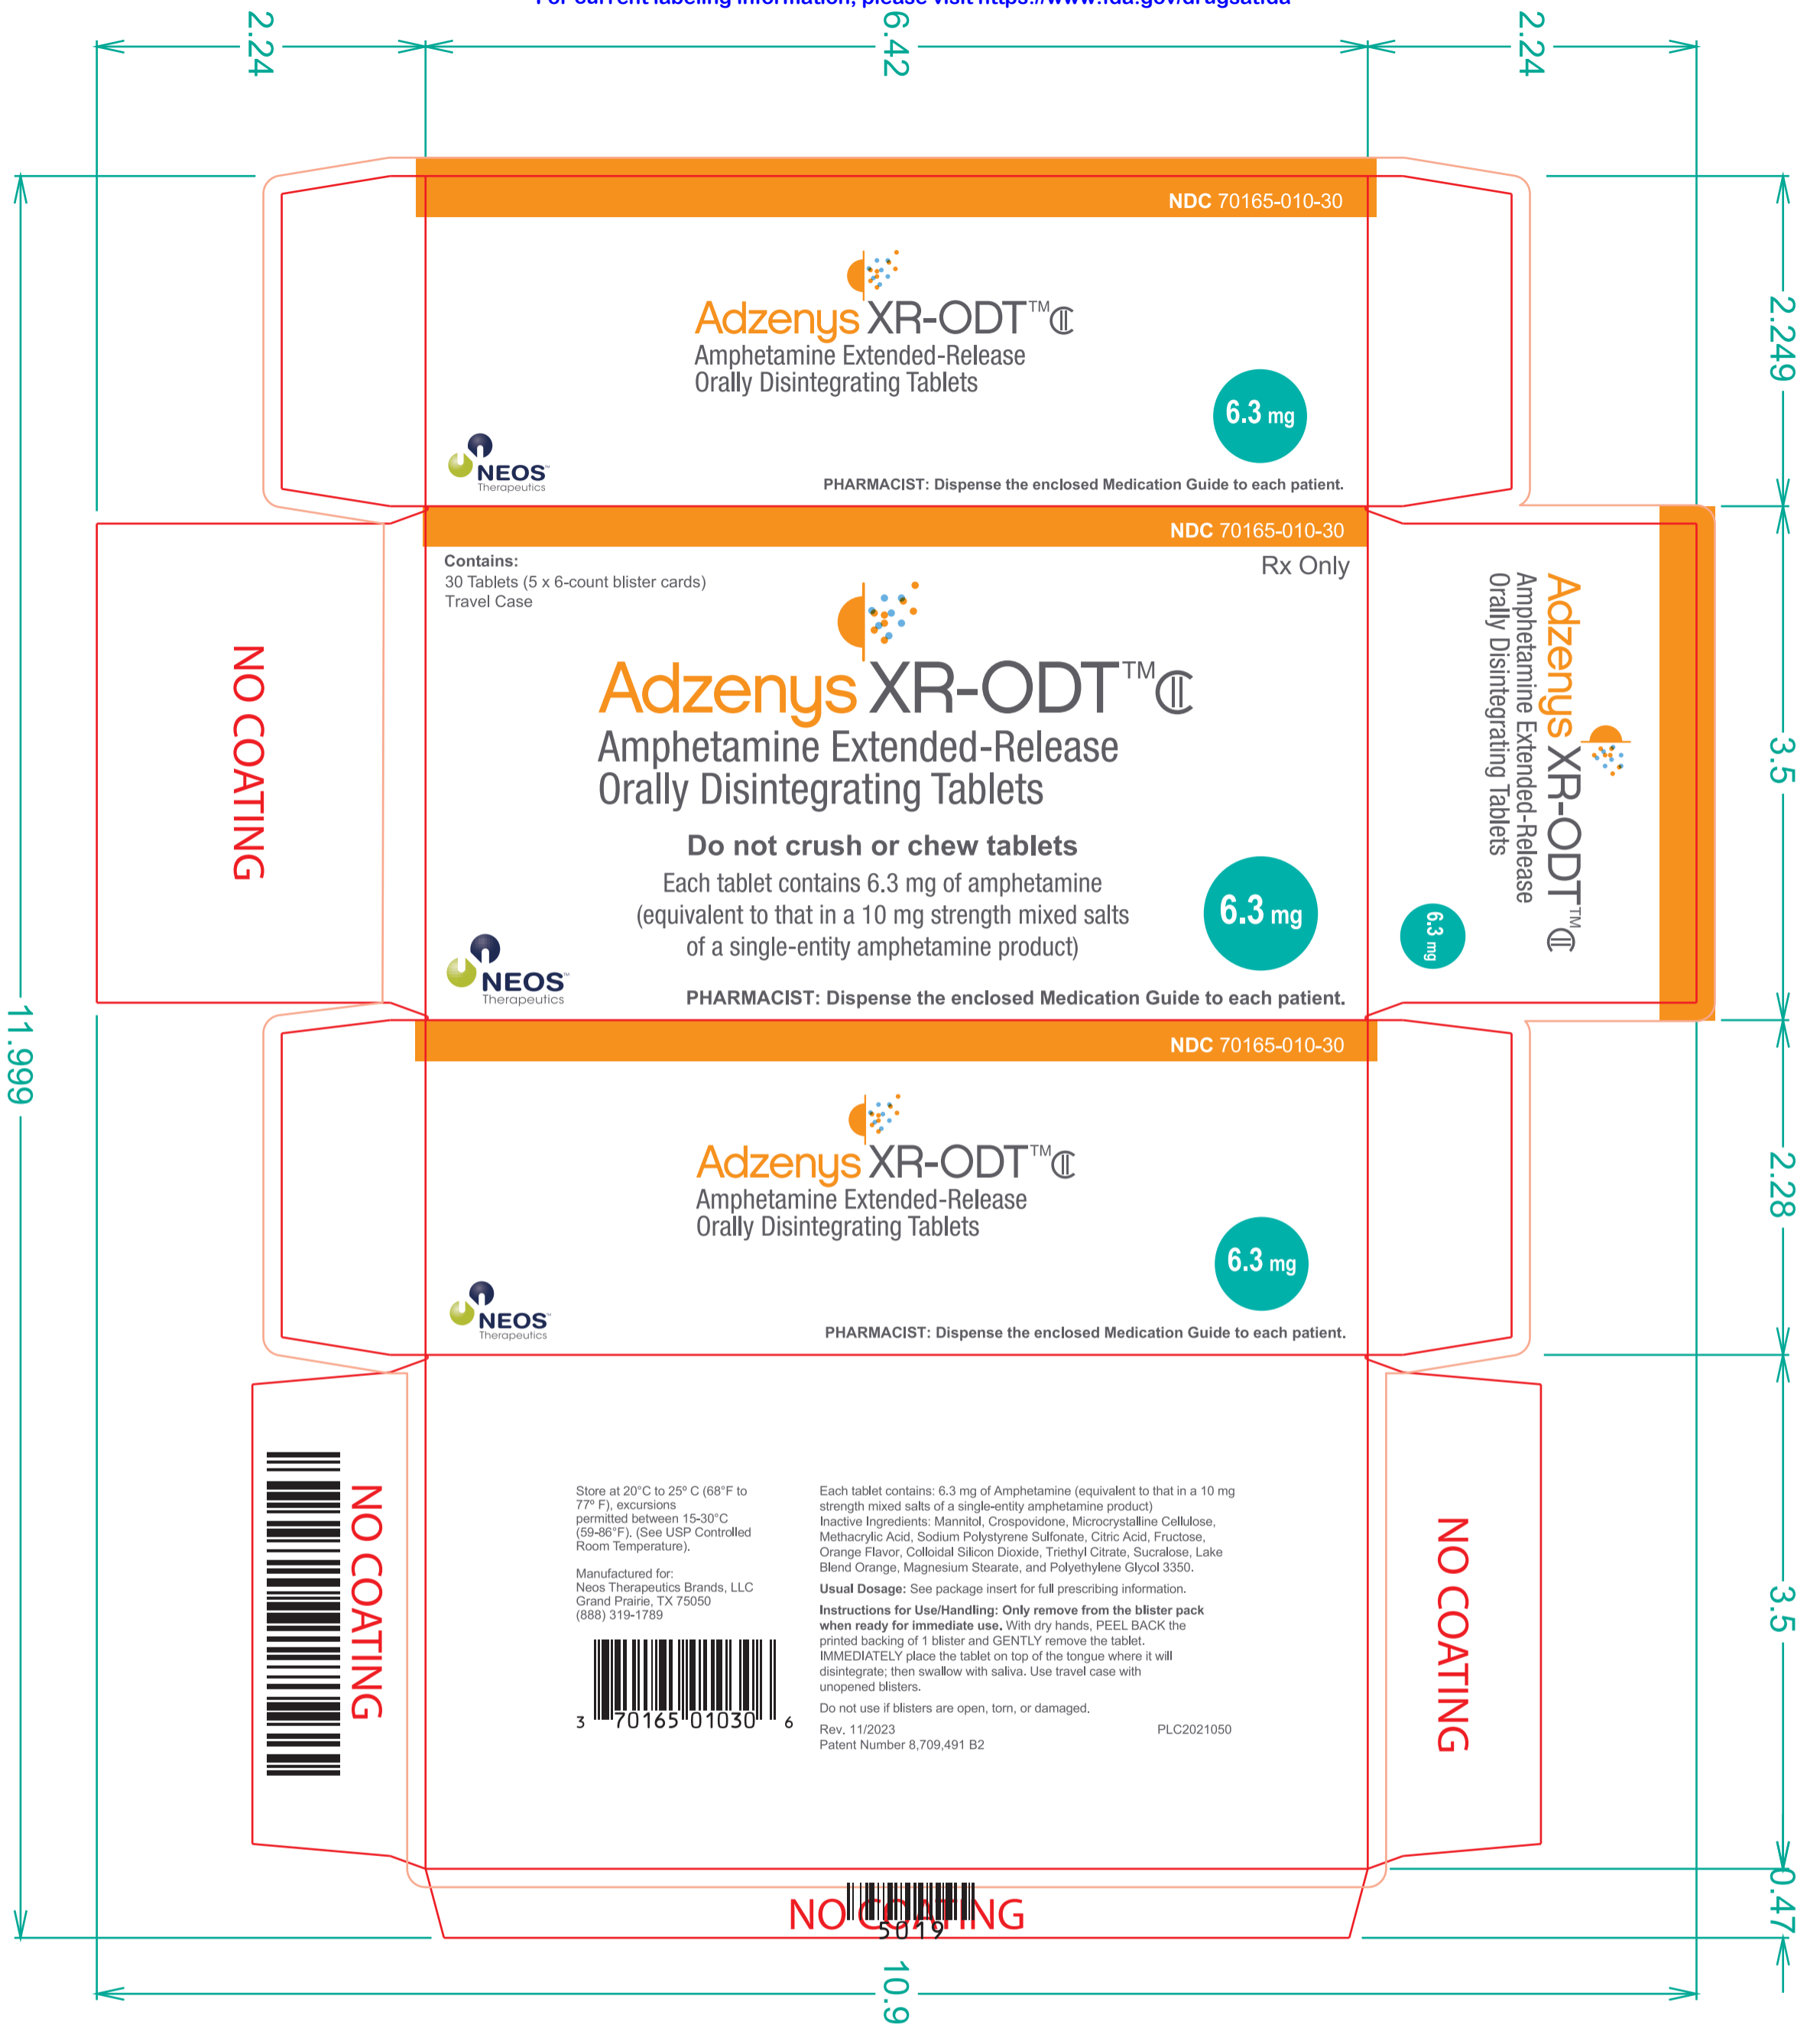 For current labeling information, please visit https://www.fda.gov/drugsatfda
2.24
6.42
2.24
NDC 70165-010-30
Adzenys XR-ODT™ CII
Amphetamine Extended-Release
Orally Disintegrating Tablets
6.3 mg
NEOS™
Therapeutics
PHARMACIST: Dispense the enclosed Medication Guide to each patient.
2.249
NDC 70165-010-30
Contains:
30 Tablets (5 x 6-count blister cards)
Travel Case
Rx Only
Adzenys XR-ODT™ CII
Amphetamine Extended-Release
Orally Disintegrating Tablets
Do not crush or chew tablets
Each tablet contains 6.3 mg of amphetamine
(equivalent to that in a 10 mg strength mixed salts
of a single-entity amphetamine product)
6.3 mg
NEOS™
Therapeutics
PHARMACIST: Dispense the enclosed Medication Guide to each patient.
NO COATING
Adzenys XR-ODT™ CII
Amphetamine Extended-Release
Orally Disintegrating Tablets
6.3 mg
3.5
11.999
NDC 70165-010-30
Adzenys XR-ODT™ CII
Amphetamine Extended-Release
Orally Disintegrating Tablets
6.3 mg
NEOS™
Therapeutics
PHARMACIST: Dispense the enclosed Medication Guide to each patient.
2.28
NO COATING
Store at 20°C to 25º C (68°F to
77º F), excursions
permitted between 15-30°C
(59-86°F). (See USP Controlled
Room Temperature).
Manufactured for:
Neos Therapeutics Brands, LLC
Grand Prairie, TX 75050
(888) 319-1789
3 70165 01030 6
Each tablet contains: 6.3 mg of Amphetamine (equivalent to that in a 10 mg
strength mixed salts of a single-entity amphetamine product)
Inactive Ingredients: Mannitol, Crospovidone, Microcrystalline Cellulose,
Methacrylic Acid, Sodium Polystyrene Sulfonate, Citric Acid, Fructose,
Orange Flavor, Colloidal Silicon Dioxide, Triethyl Citrate, Sucralose, Lake
Blend Orange, Magnesium Stearate, and Polyethylene Glycol 3350.
Usual Dosage: See package insert for full prescribing information.
Instructions for Use/Handling: Only remove from the blister pack
when ready for immediate use. With dry hands, PEEL BACK the
printed backing of 1 blister and GENTLY remove the tablet.
IMMEDIATELY place the tablet on top of the tongue where it will
disintegrate; then swallow with saliva. Use travel case with
unopened blisters.
Do not use if blisters are open, torn, or damaged.
Rev. 11/2023 PLC2021050
Patent Number 8,709,491 B2
NO COATING
3.5
NO COATING
5019
0.47
10.9